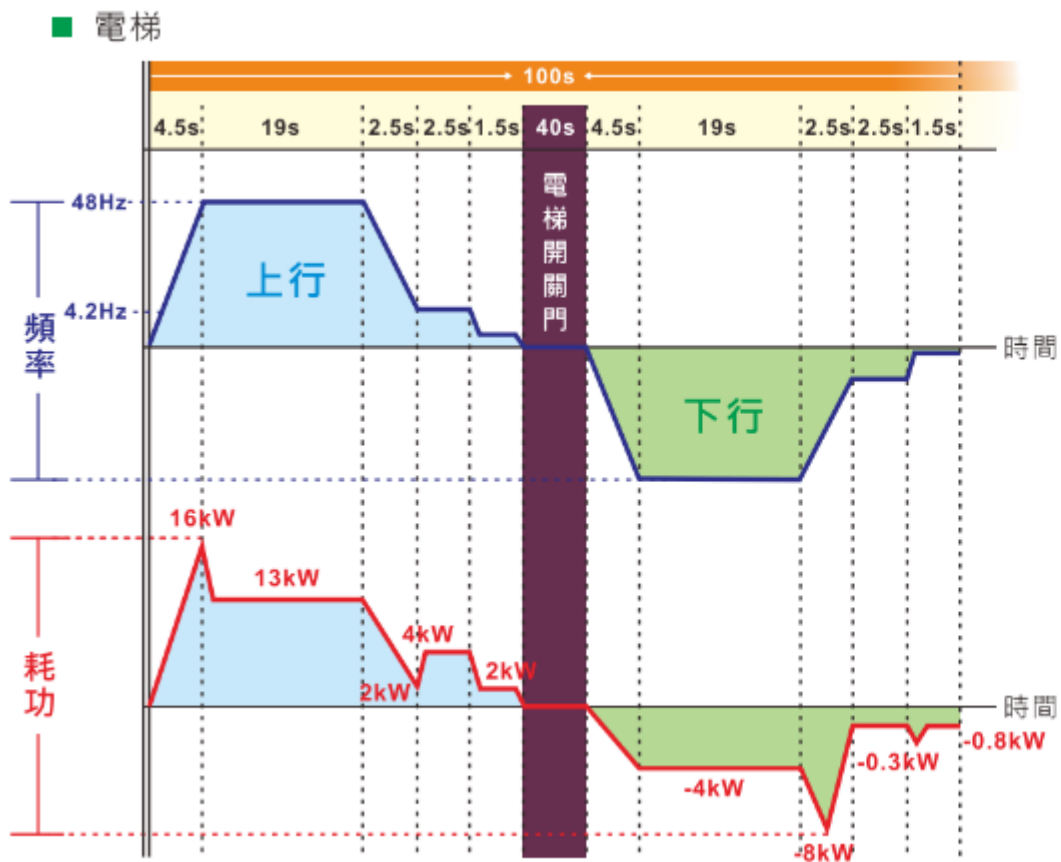 電梯
100s
4.5s 19s 2.5s 2.5s 1.5s 40s 4.5s 19s 2.5s 2.5s 1.5s
電梯開關門
48Hz
上行
4.2Hz
頻率
時間
下行
16kW
13kW
4kW
2kW
2kW
耗功
時間
-0.8kW
-0.3kW
-4kW
-8kW